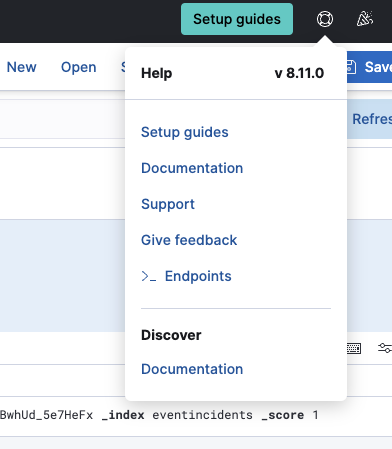 Setup guides
New Open S Save
Help v 8.11.0
Refres
Setup guides
Documentation
Support
Give feedback
>_ Endpoints
Discover
Documentation
BwhUd_5e7HeFx _index eventincidents _score 1